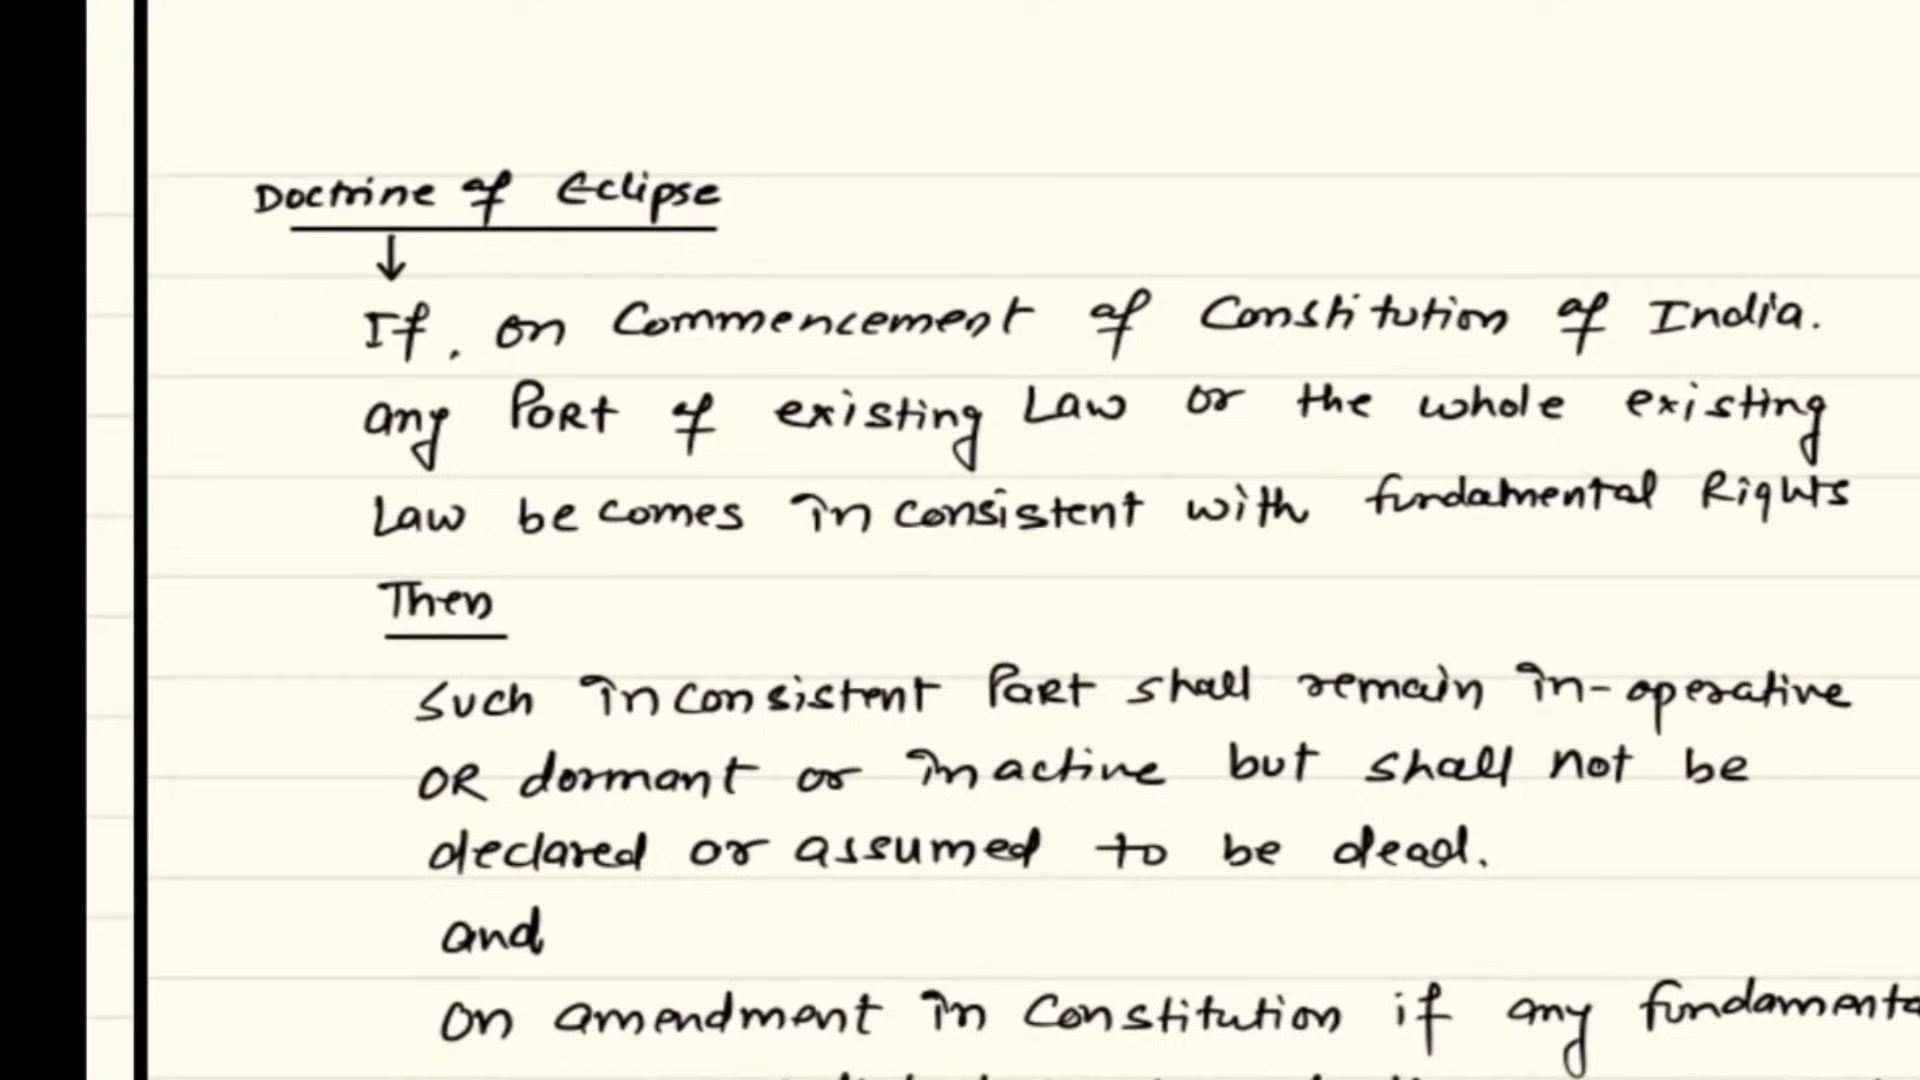 Doctrine of Eclipse
↓
If, on Commencement of Constitution of India.
any Part of existing Law or the whole existing
Law becomes inconsistent with fundamental Rights
Then
Such inconsistent Part shall remain in-operative
OR dormant or inactive but shall not be
declared or assumed to be dead.
and
on amendment in Constitution if any